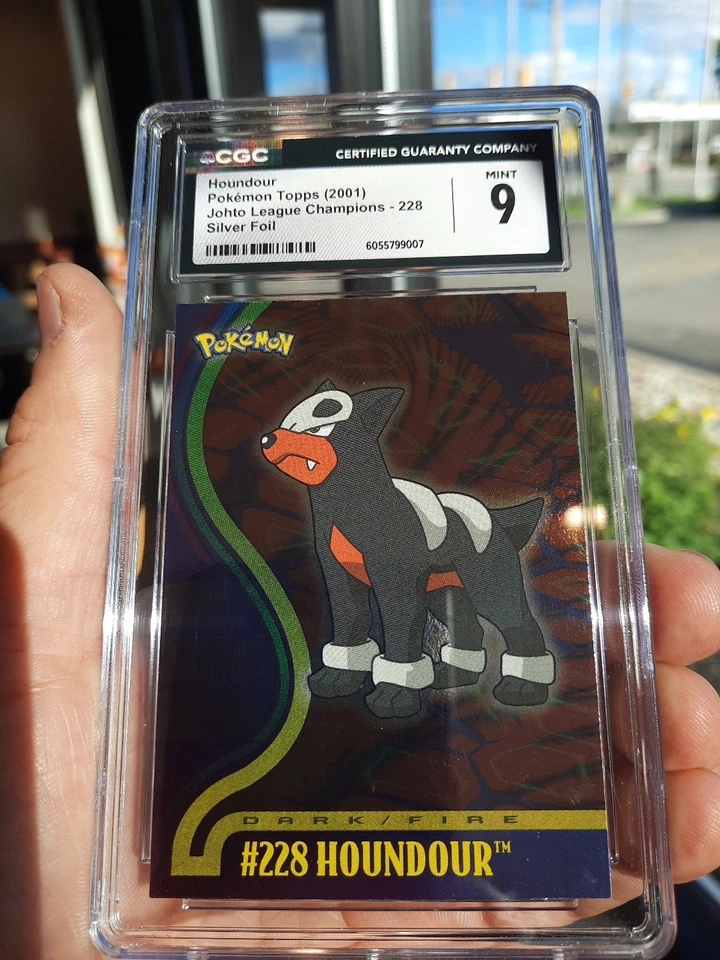 CGC
CERTIFIED GUARANTY COMPANY
Houndour
Pokémon Topps (2001)
Johto League Champions - 228
Silver Foil
6055799007
MINT
9
POKéMON
DARK/FIRE
#228 HOUNDOUR™